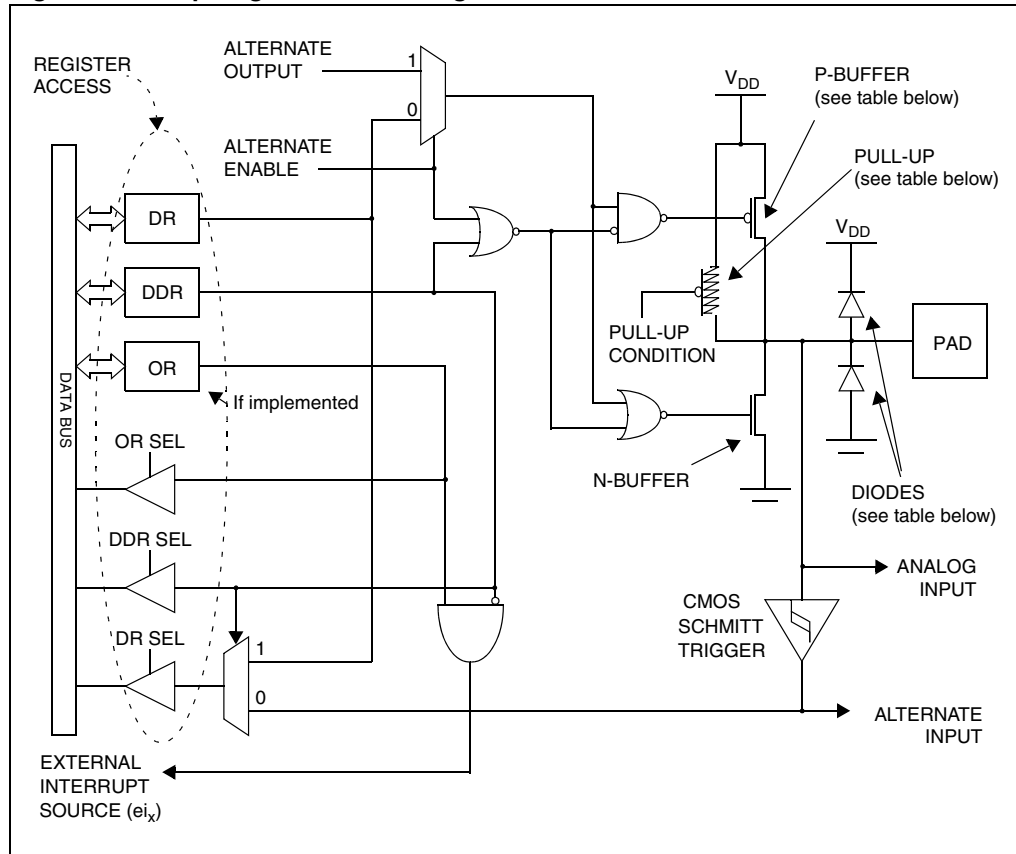 REGISTER
ACCESS
ALTERNATE
OUTPUT
1
0
ALTERNATE
ENABLE
VDD
P-BUFFER
(see table below)
PULL-UP
(see table below)
VDD
DR
DDR
OR
If implemented
PULL-UP
CONDITION
PAD
DATA BUS
OR SEL
DDR SEL
DR SEL
1
0
N-BUFFER
DIODES
(see table below)
ANALOG
INPUT
CMOS
SCHMITT
TRIGGER
ALTERNATE
INPUT
EXTERNAL
INTERRUPT
SOURCE (eix)